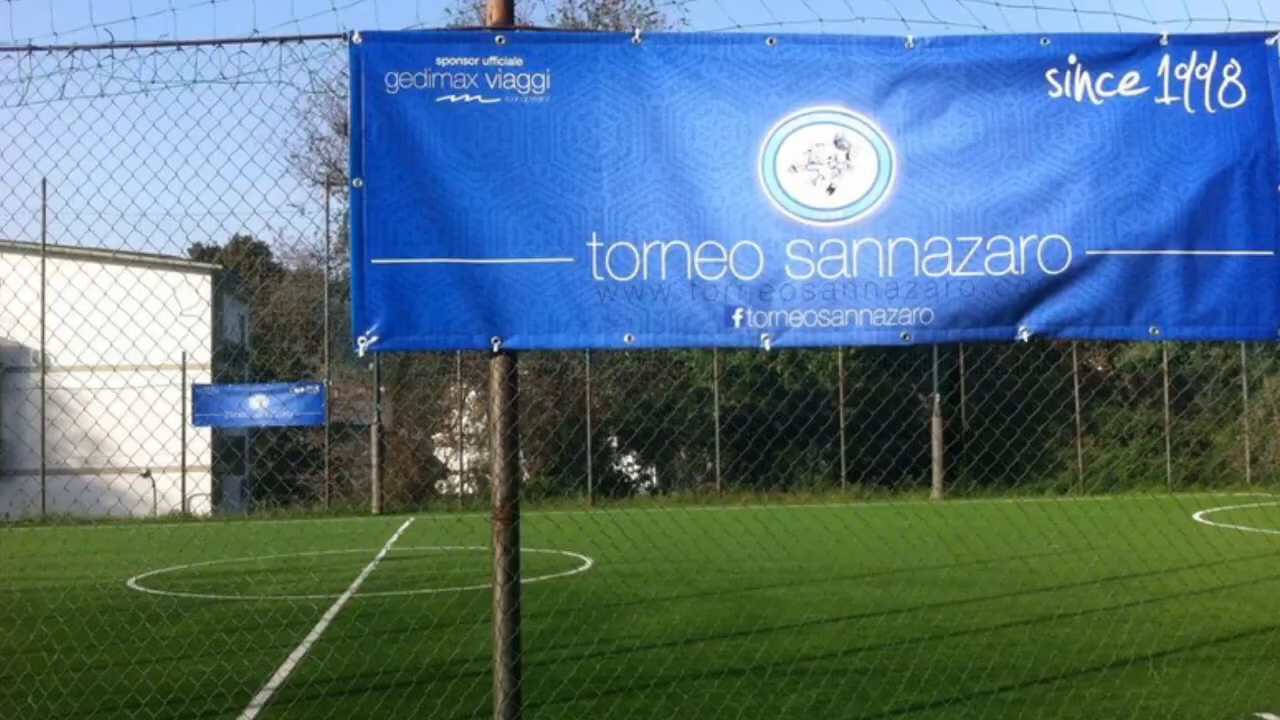 sponsor ufficiale
gedimax viaggi
since 1998
torneo sannazaro
www.torneosannazaro.co
torneosannazaro